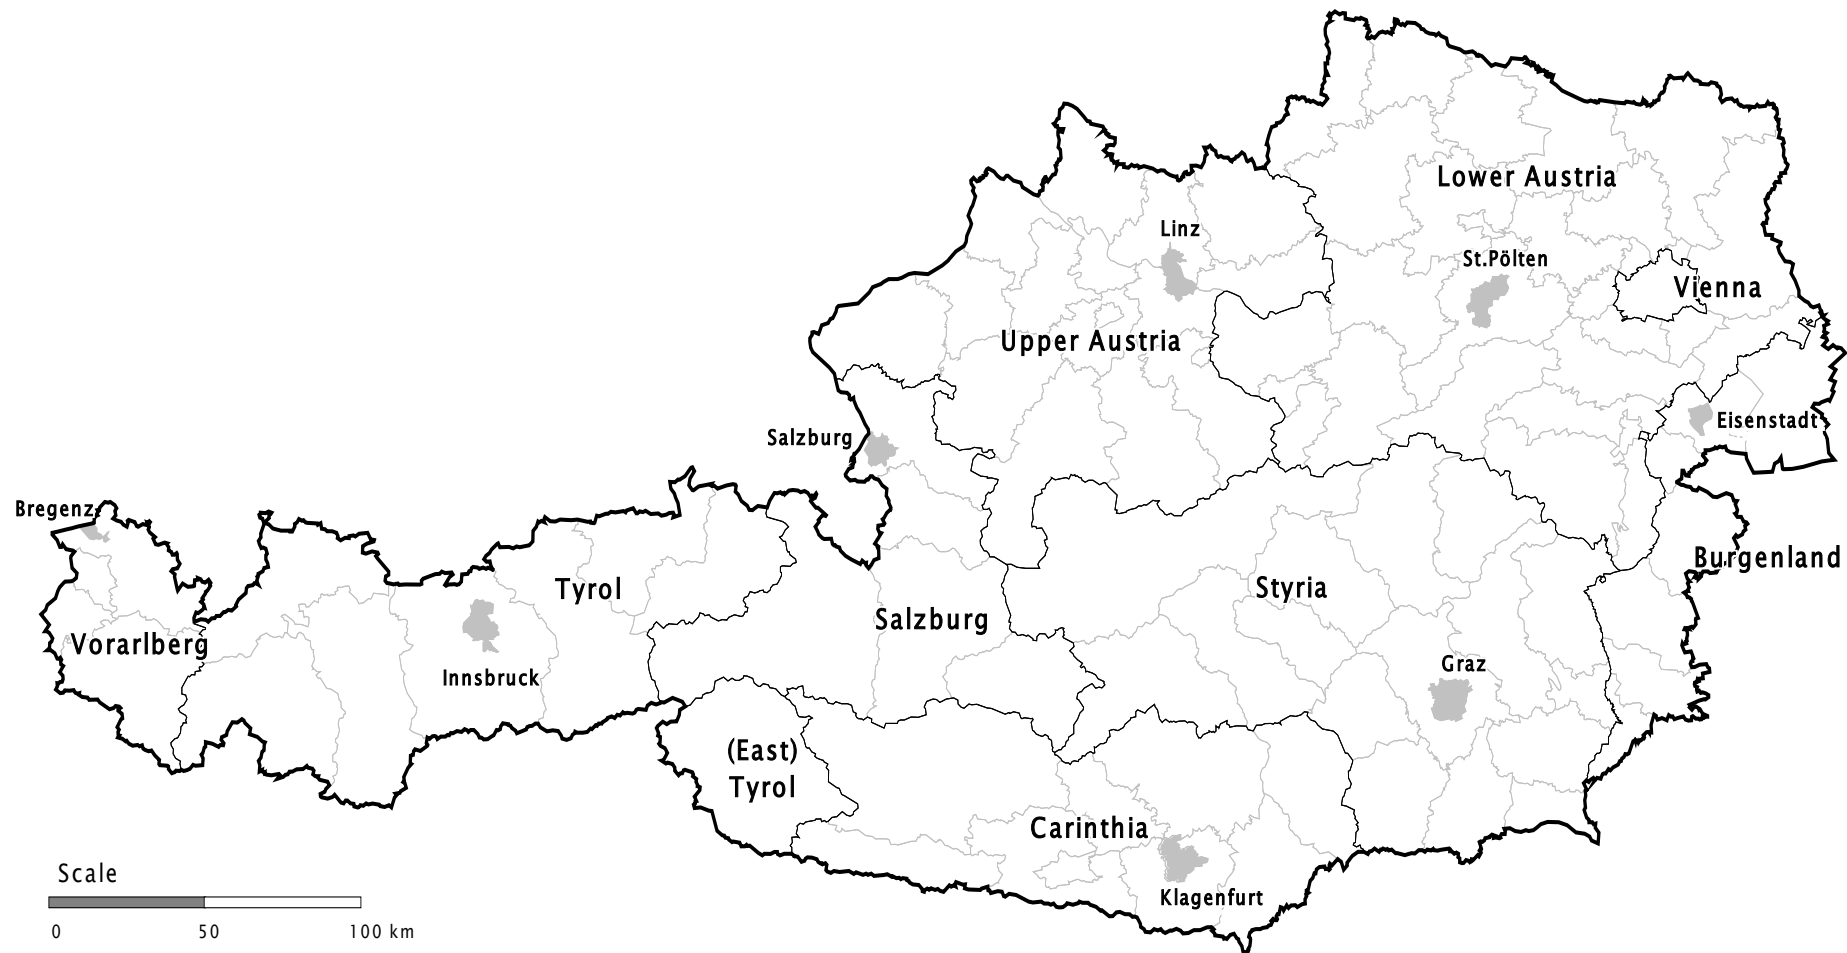 Lower Austria
Linz
St.Pölten
Vienna
Upper Austria
Eisenstadt
Salzburg
Bregenz
Burgenland
Tyrol
Styria
Salzburg
Vorarlberg
Graz
Innsbruck
(East)
Tyrol
Carinthia
Klagenfurt
Scale
0 50 100 km